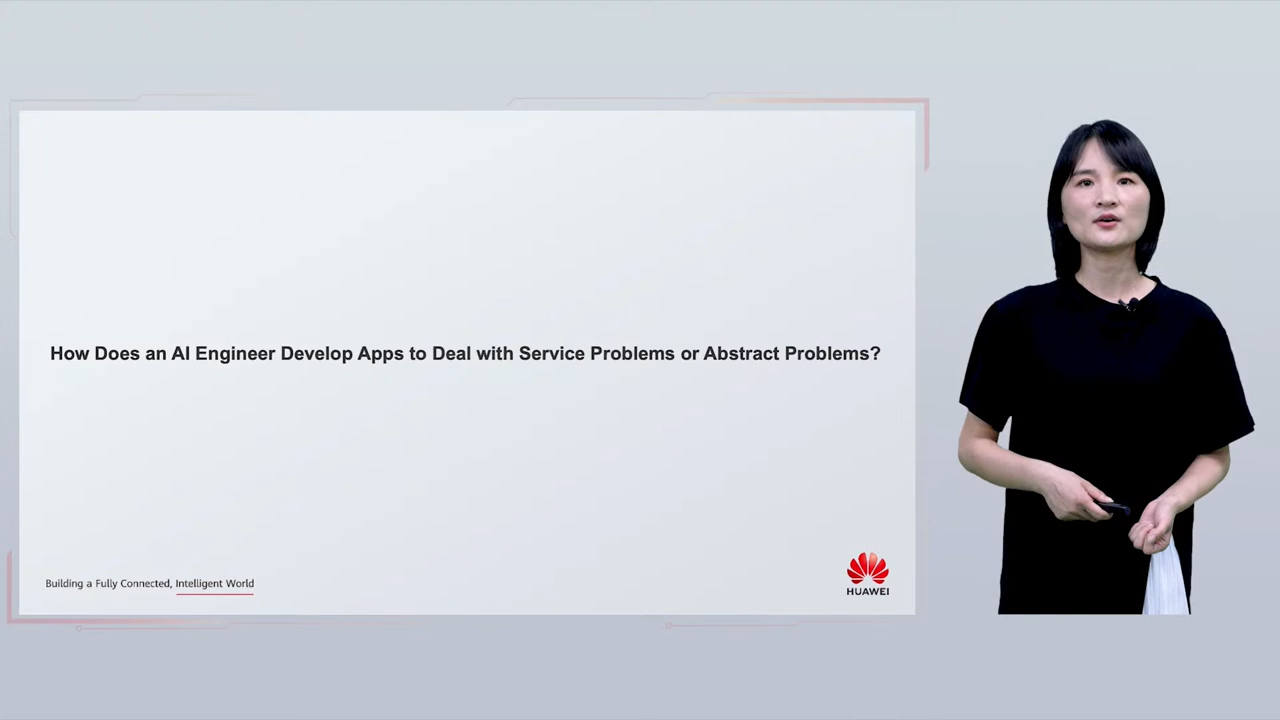 How Does an AI Engineer Develop Apps to Deal with Service Problems or Abstract Problems?
Building a Fully Connected, Intelligent World
HUAWEI